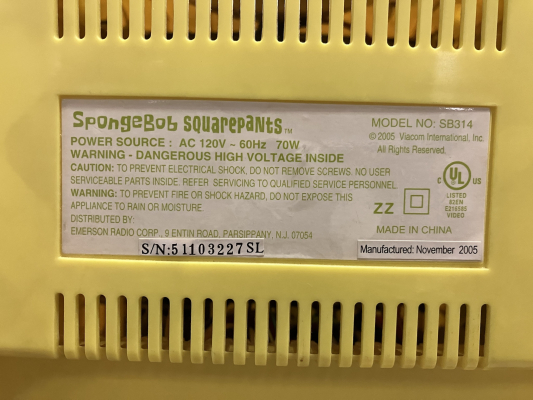 SpongeBob SquarePants™
MODEL NO: SB314
POWER SOURCE : AC 120V ~ 60Hz 70W
© 2005 Viacom International, Inc.
All Rights Reserved.
WARNING - DANGEROUS HIGH VOLTAGE INSIDE
CAUTION: TO PREVENT ELECTRICAL SHOCK, DO NOT REMOVE SCREWS. NO USER
SERVICEABLE PARTS INSIDE. REFER SERVICING TO QUALIFIED SERVICE PERSONNEL.
WARNING: TO PREVENT FIRE OR SHOCK HAZARD, DO NOT EXPOSE THIS
APPLIANCE TO RAIN OR MOISTURE.
DISTRIBUTED BY:
EMERSON RADIO CORP., 9 ENTIN ROAD, PARSIPPANY, N.J. 07054
S/N:51103227SL
C UL US
LISTED
VIDEO
ZZ
MADE IN CHINA
Manufactured: November 2005